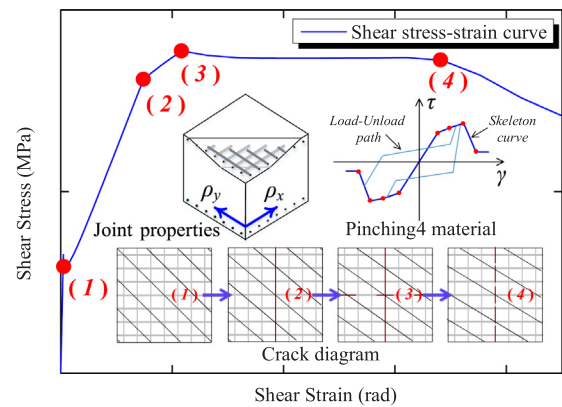 Shear stress-strain curve
(1)
(2)
(3)
(4)
Shear Stress (MPa)
Load-Unload
path
τ
Skeleton
curve
γ
ρy
ρx
Joint properties
Pinching4 material
(1)
(2)
(3)
(4)
Crack diagram
Shear Strain (rad)